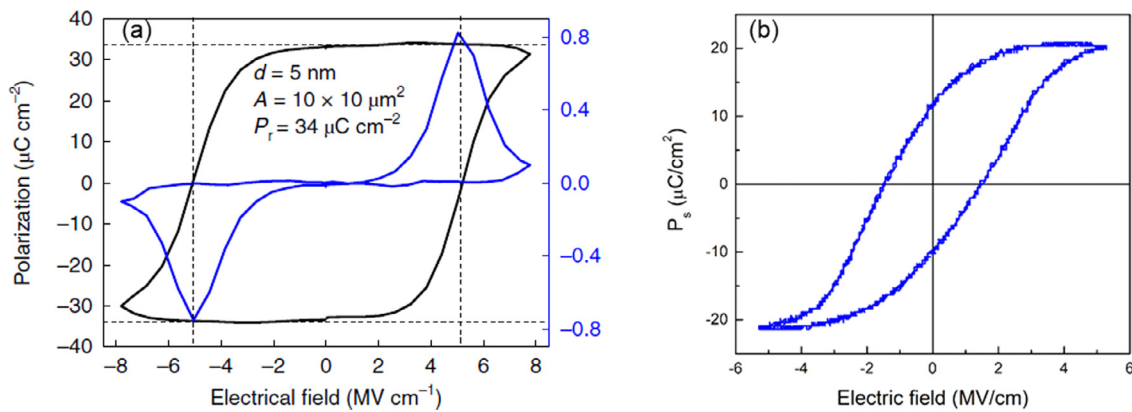 (a)
d = 5 nm
A = 10 × 10 μm²
Pᵣ = 34 μC cm⁻²
Polarization (μC cm⁻²)
40
30
20
10
0
−10
−20
−30
−40
−8 −6 −4 −2 0 2 4 6 8
Electrical field (MV cm⁻¹)
0.8
0.4
0.0
−0.4
−0.8
(b)
Pₛ (μC/cm²)
20
10
0
-10
-20
-6 -4 -2 0 2 4 6
Electric field (MV/cm)